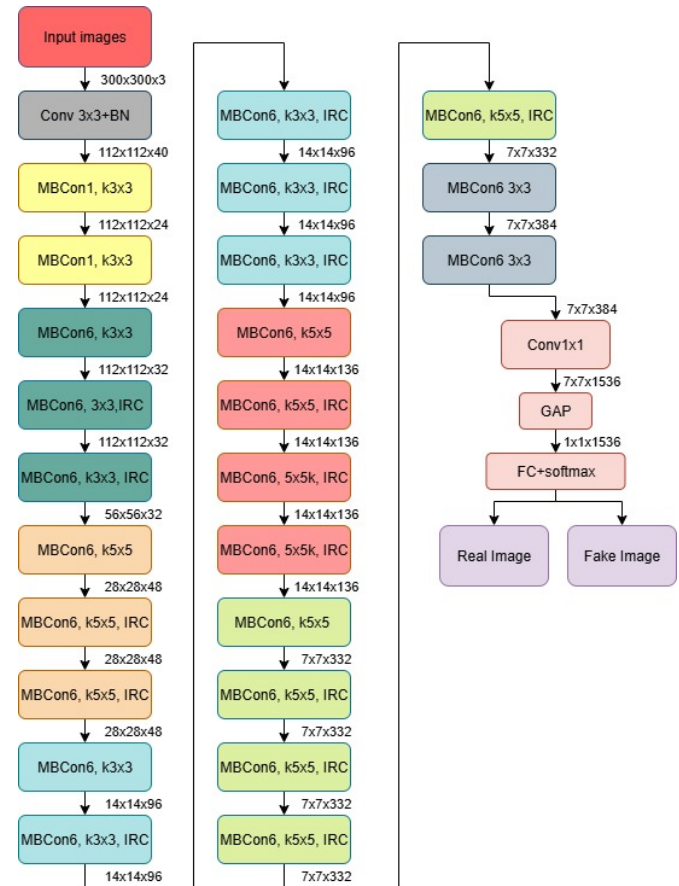 Input images
300x300x3
Conv 3x3+BN
112x112x40
MBCon1, k3x3
112x112x24
MBCon1, k3x3
112x112x24
MBCon6, k3x3
112x112x32
MBCon6, 3x3,IRC
112x112x32
MBCon6, k3x3, IRC
56x56x32
MBCon6, k5x5
28x28x48
MBCon6, k5x5, IRC
28x28x48
MBCon6, k5x5, IRC
28x28x48
MBCon6, k3x3
14x14x96
MBCon6, k3x3, IRC
14x14x96
MBCon6, k3x3, IRC
14x14x96
MBCon6, k3x3, IRC
14x14x96
MBCon6, k3x3, IRC
14x14x96
MBCon6, k5x5
14x14x136
MBCon6, k5x5, IRC
14x14x136
MBCon6, 5x5k, IRC
14x14x136
MBCon6, 5x5k, IRC
14x14x136
MBCon6, k5x5
7x7x332
MBCon6, k5x5, IRC
7x7x332
MBCon6, k5x5, IRC
7x7x332
MBCon6, k5x5, IRC
7x7x332
MBCon6, k5x5, IRC
7x7x332
MBCon6 3x3
7x7x384
MBCon6 3x3
7x7x384
Conv1x1
7x7x1536
GAP
1x1x1536
FC+softmax
Real Image
Fake Image